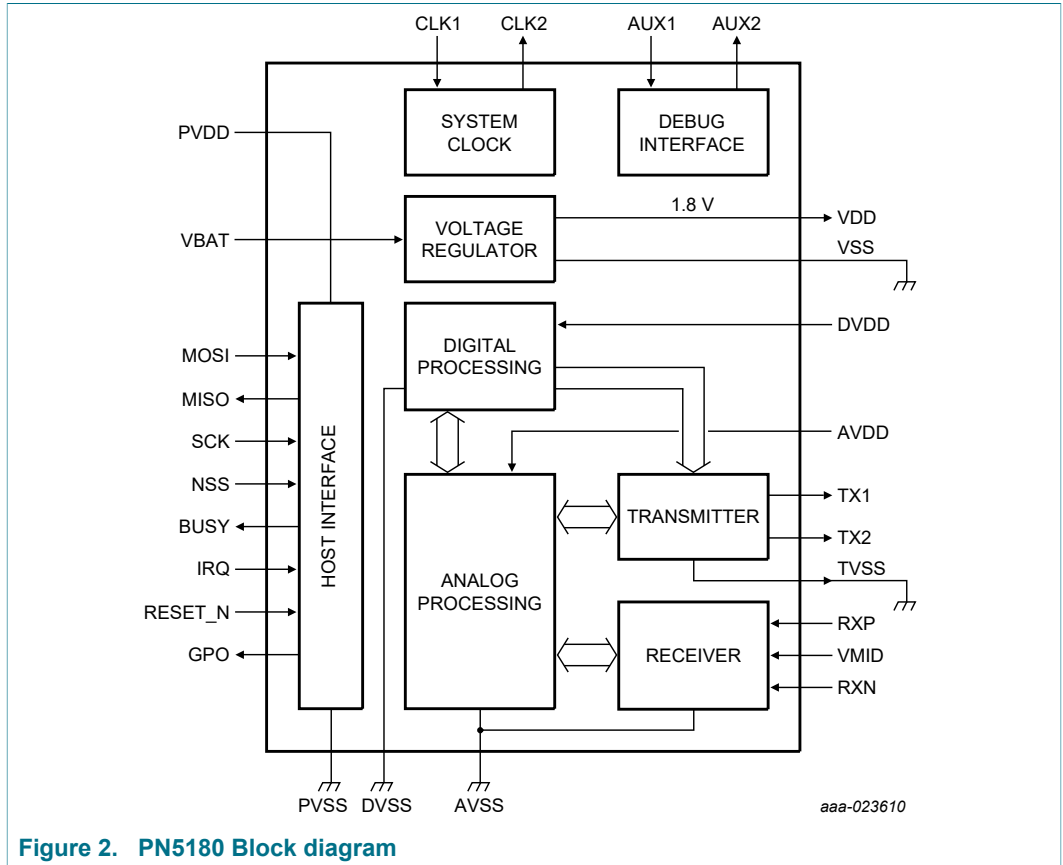 CLK1
CLK2
AUX1
AUX2
SYSTEM
CLOCK
DEBUG
INTERFACE
PVDD
VBAT
VOLTAGE
REGULATOR
1.8 V
VDD
VSS
DIGITAL
PROCESSING
DVDD
AVDD
MOSI
MISO
SCK
NSS
BUSY
IRQ
RESET_N
GPO
HOST INTERFACE
ANALOG
PROCESSING
TRANSMITTER
TX1
TX2
TVSS
RECEIVER
RXP
VMID
RXN
PVSS
DVSS
AVSS
aaa-023610
Figure 2. PN5180 Block diagram